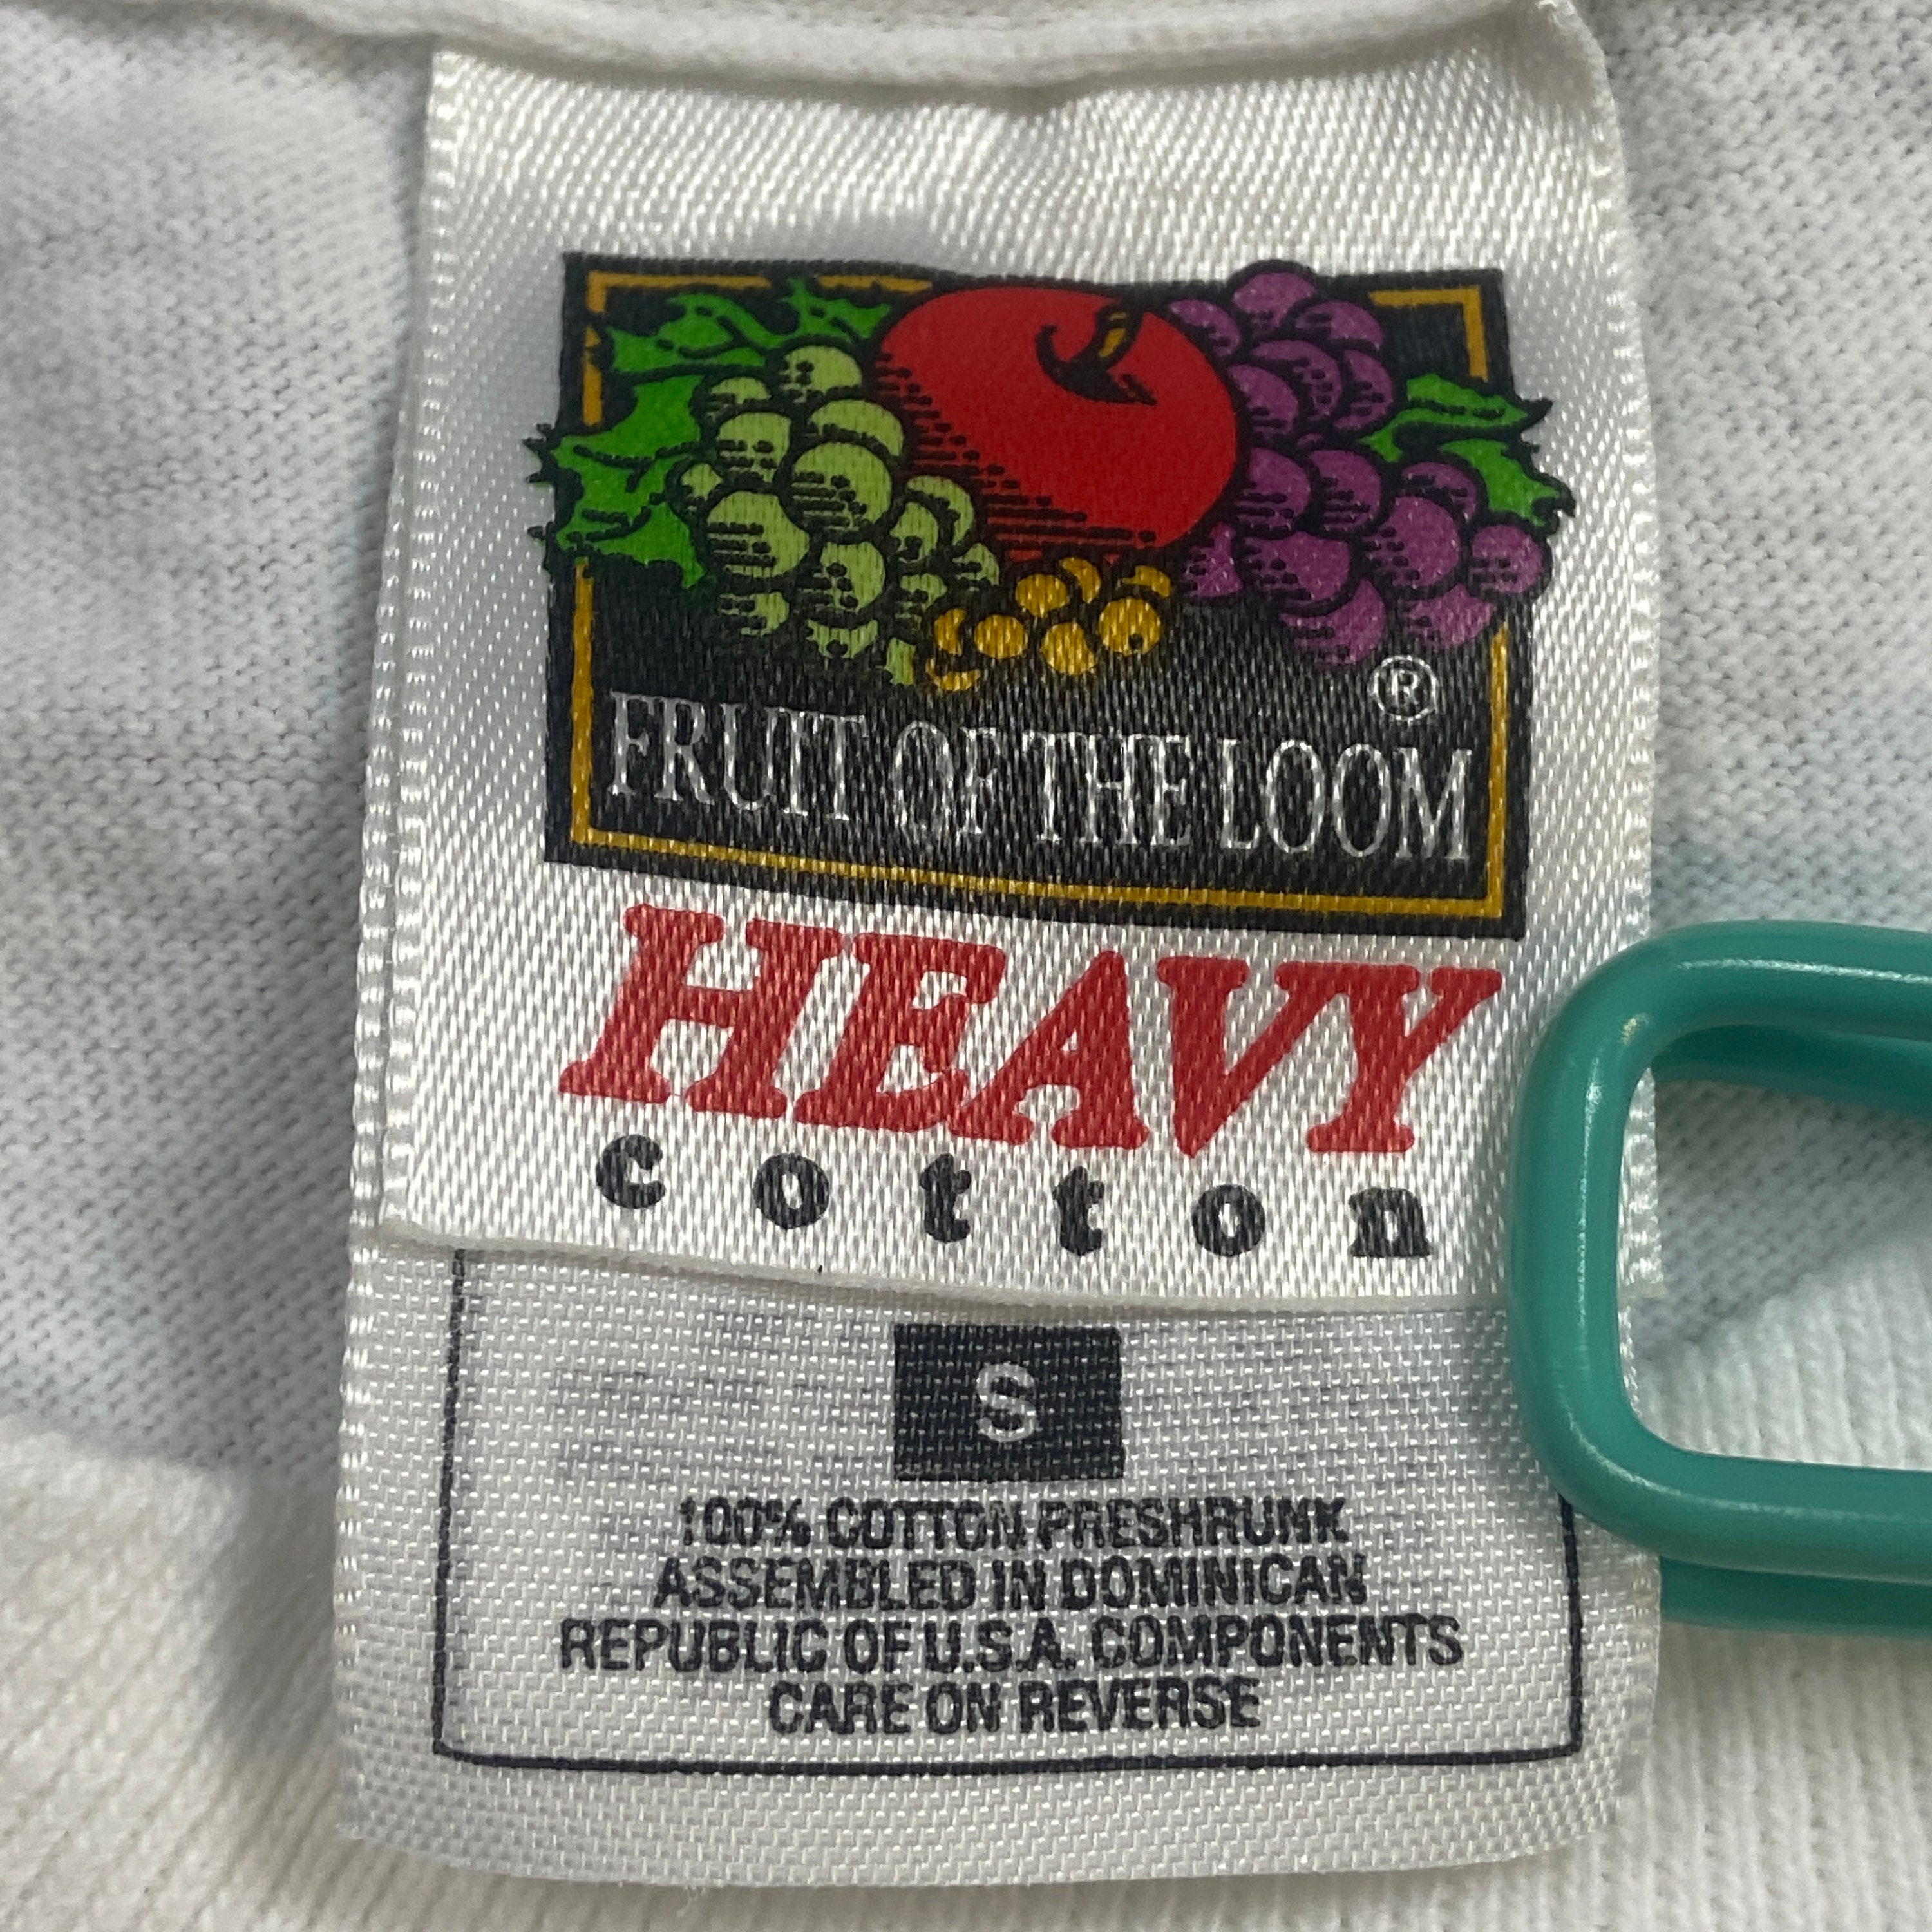 ®
FRUIT OF THE LOOM
HEAVY
cotton
S
100% COTTON PRESHRUNK
ASSEMBLED IN DOMINICAN
REPUBLIC OF U.S.A. COMPONENTS
CARE ON REVERSE